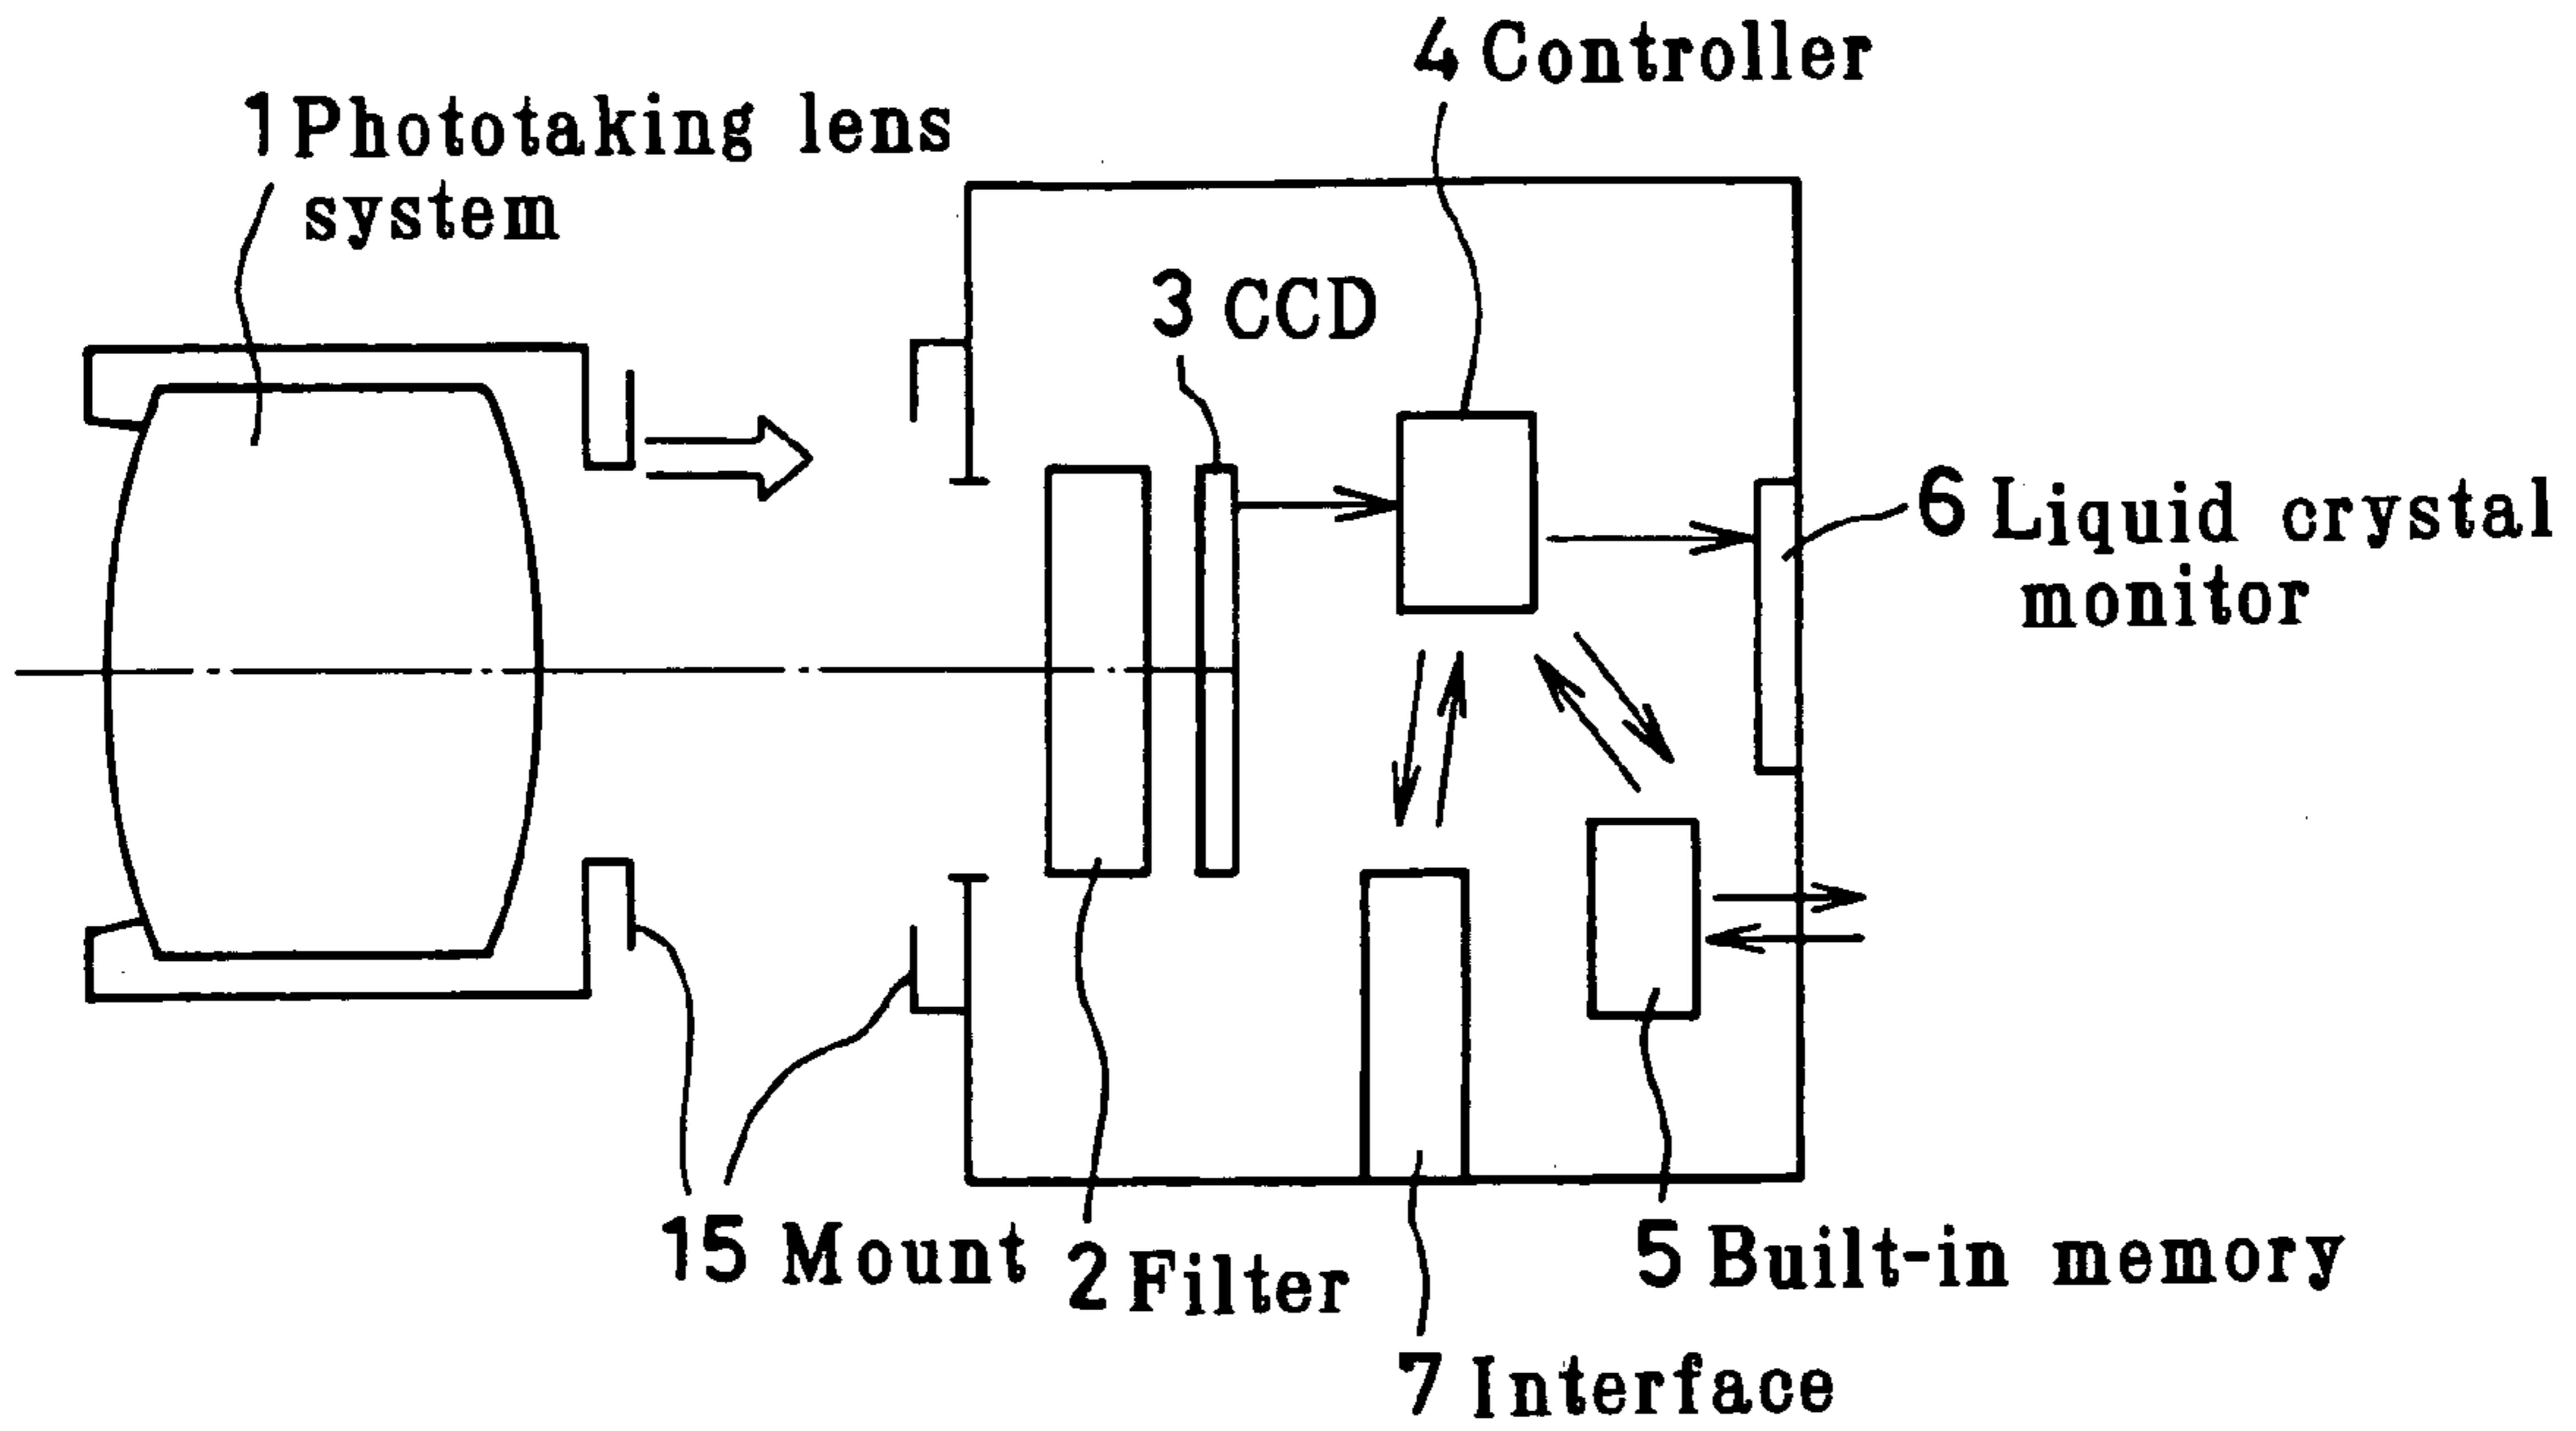 4 Controller
1 Phototaking lens
system
3 CCD
6 Liquid crystal
monitor
15 Mount
2 Filter
5 Built-in memory
7 Interface